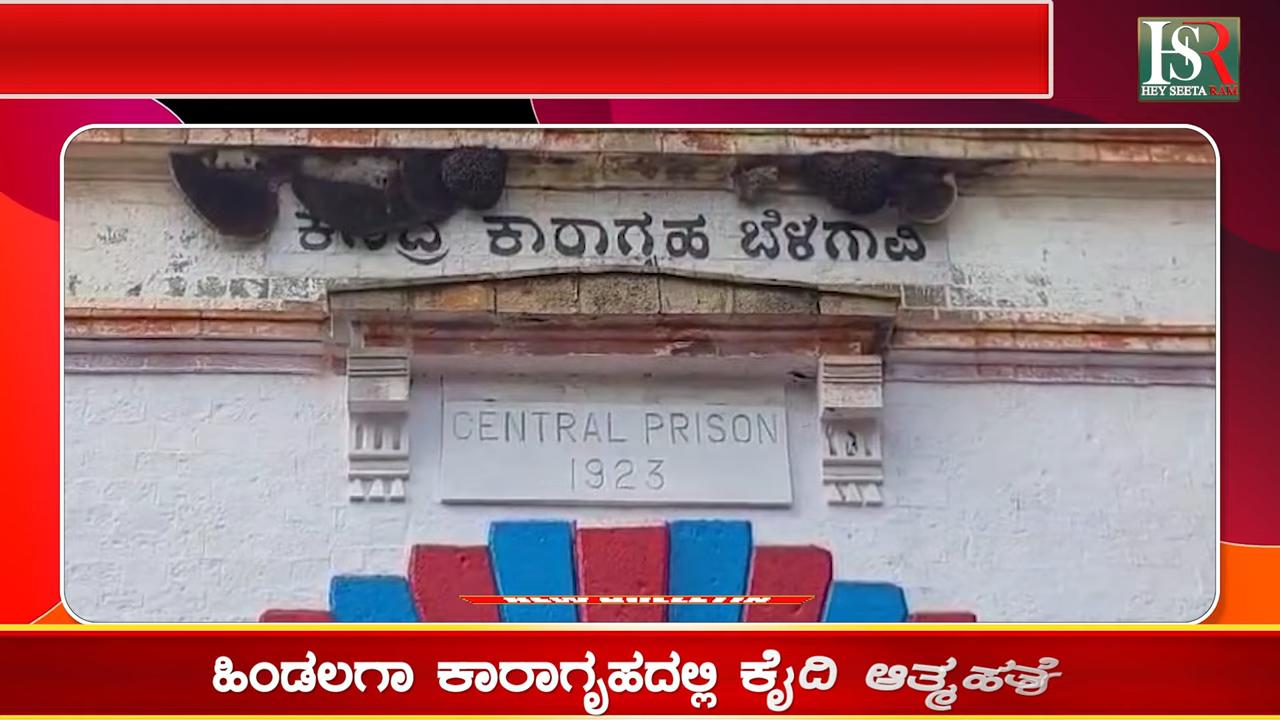 HSR
HEY SEETA RAM
ಕಾರಾಗೃಹ ಬೆಳಗಾವಿ
CENTRAL PRISON
1923
ಹಿಂಡಲಗಾ ಕಾರಾಗೃಹದಲ್ಲಿ ಕೈದಿ ಆತ್ಮಹತ್ಯೆ